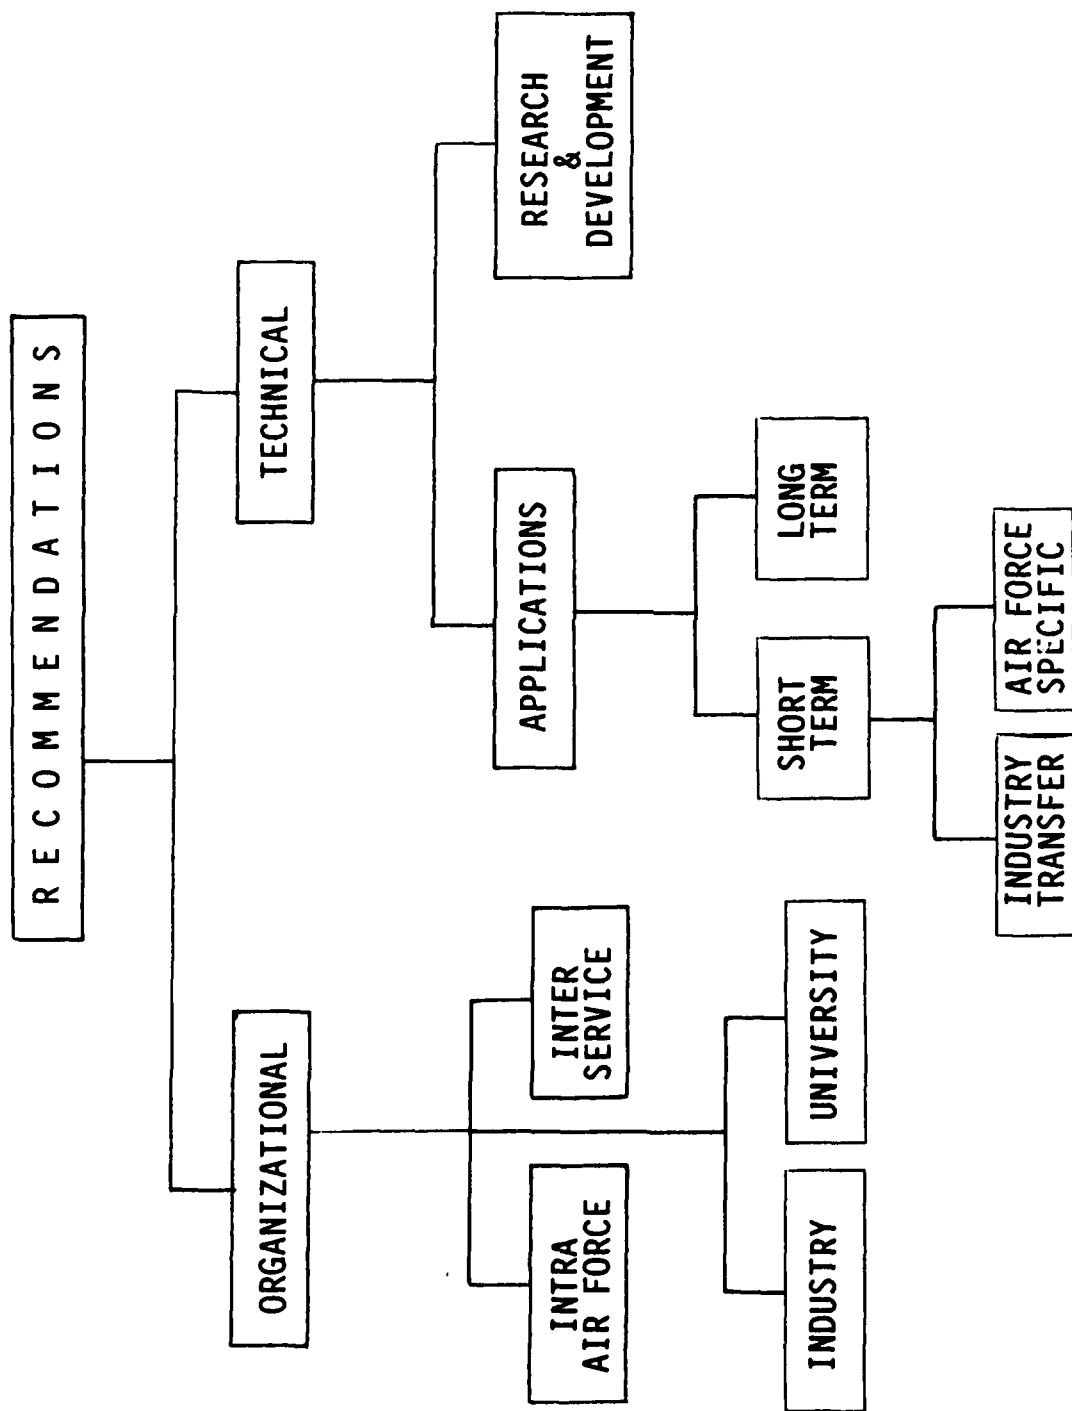 RECOMMENDATIONS
ORGANIZATIONAL
TECHNICAL
INTRA
AIR FORCE
INTER
SERVICE
APPLICATIONS
RESEARCH
&
DEVELOPMENT
INDUSTRY
UNIVERSITY
SHORT
TERM
LONG
TERM
INDUSTRY
TRANSFER
AIR FORCE
SPECIFIC